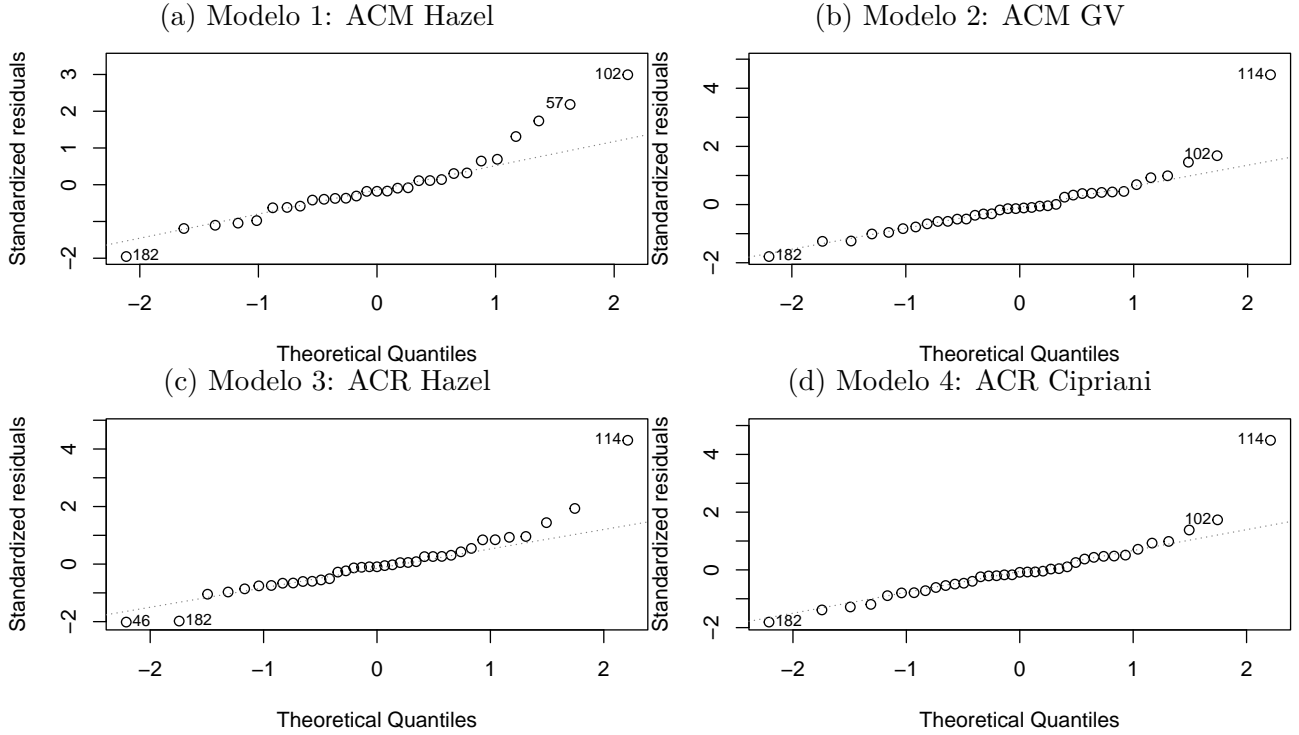 (a) Modelo 1: ACM Hazel
Standardized residuals
3
2
1
0
−2
102
57
182
−2 −1 0 1 2
Theoretical Quantiles
(b) Modelo 2: ACM GV
Standardized residuals
4
2
0
−2
114
102
182
−2 −1 0 1 2
Theoretical Quantiles
(c) Modelo 3: ACR Hazel
Standardized residuals
4
2
0
−2
114
46
182
−2 −1 0 1 2
Theoretical Quantiles
(d) Modelo 4: ACR Cipriani
Standardized residuals
4
2
0
−2
114
102
182
−2 −1 0 1 2
Theoretical Quantiles